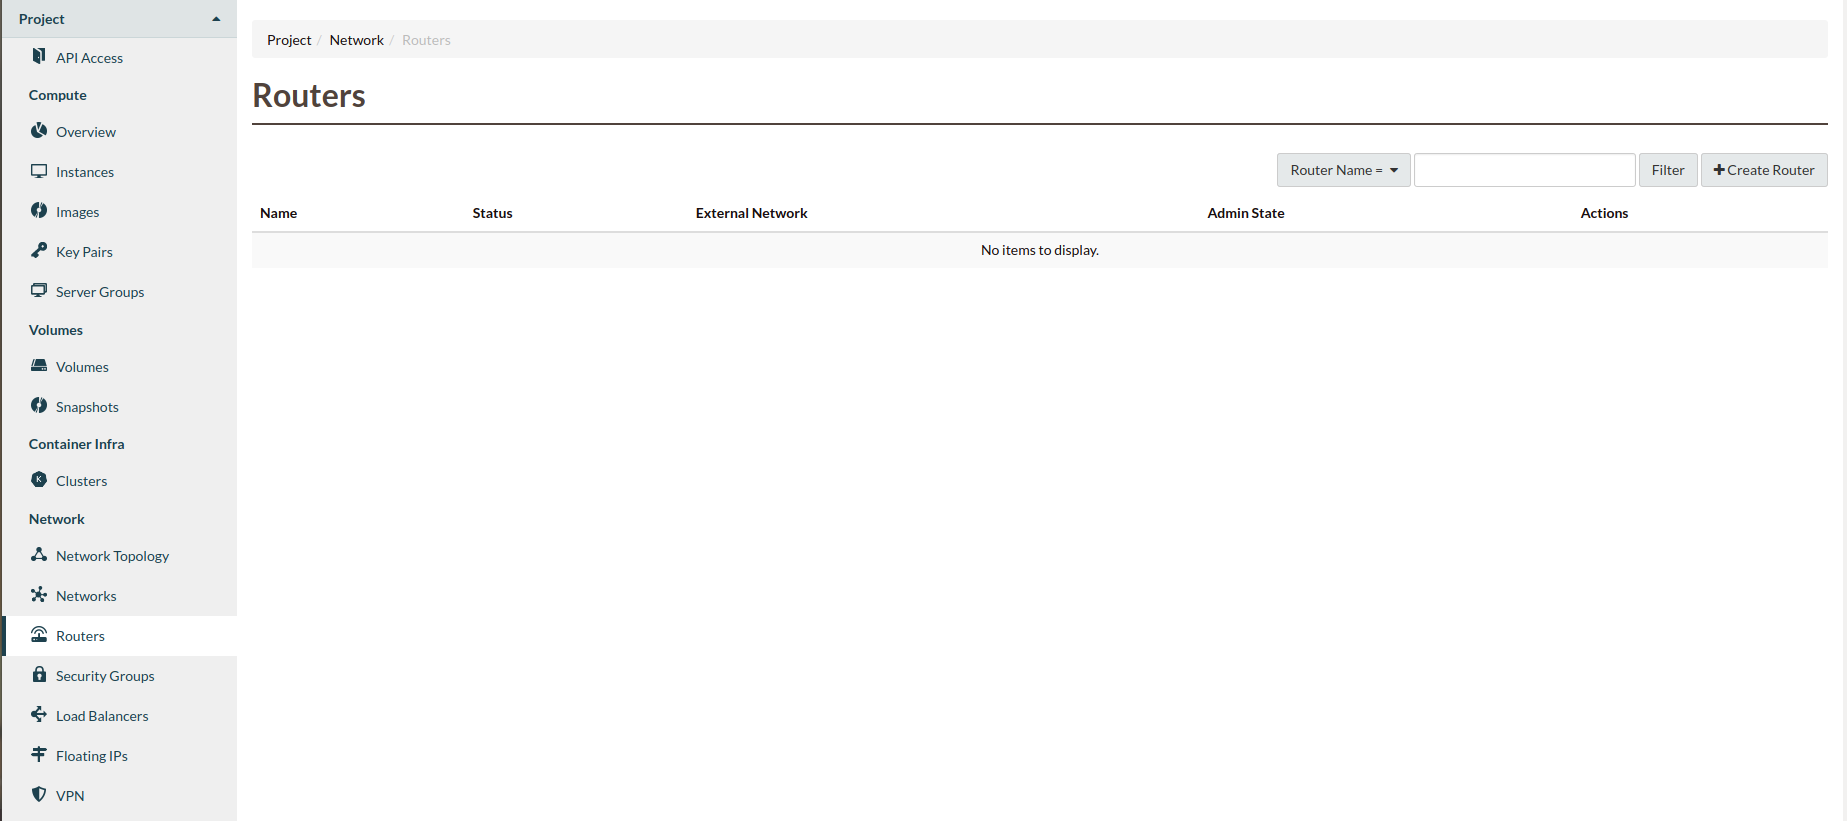 Project
API Access
Compute
Overview
Instances
Images
Key Pairs
Server Groups
Volumes
Volumes
Snapshots
Container Infra
Clusters
Network
Network Topology
Networks
Routers
Security Groups
Load Balancers
Floating IPs
VPN
Project / Network / Routers
Routers
Router Name = Filter Create Router
Name Status External Network Admin State Actions
No items to display.